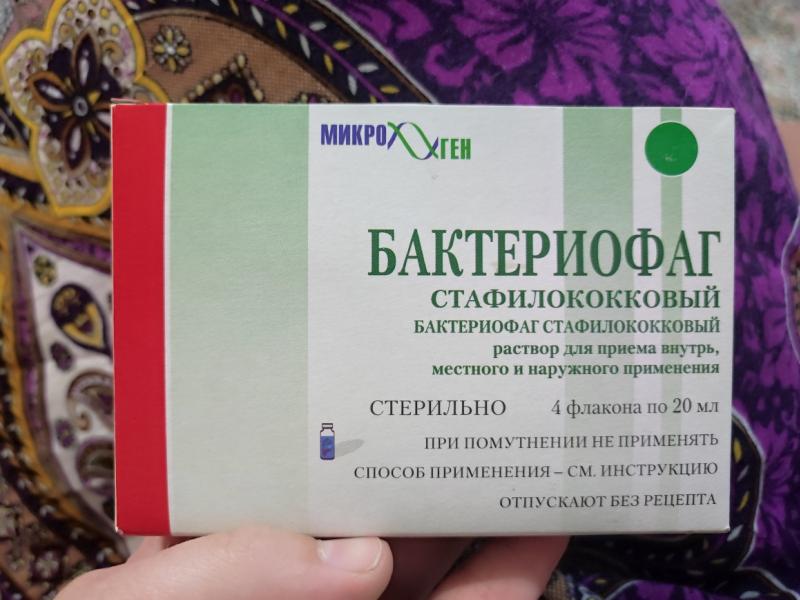 МИКРОГЕН
БАКТЕРИОФАГ
СТАФИЛОКОККОВЫЙ
БАКТЕРИОФАГ СТАФИЛОКОККОВЫЙ
раствор для приема внутрь,
местного и наружного применения
СТЕРИЛЬНО 4 флакона по 20 мл
ПРИ ПОМУТНЕНИИ НЕ ПРИМЕНЯТЬ
СПОСОБ ПРИМЕНЕНИЯ – СМ. ИНСТРУКЦИЮ
ОТПУСКАЮТ БЕЗ РЕЦЕПТА